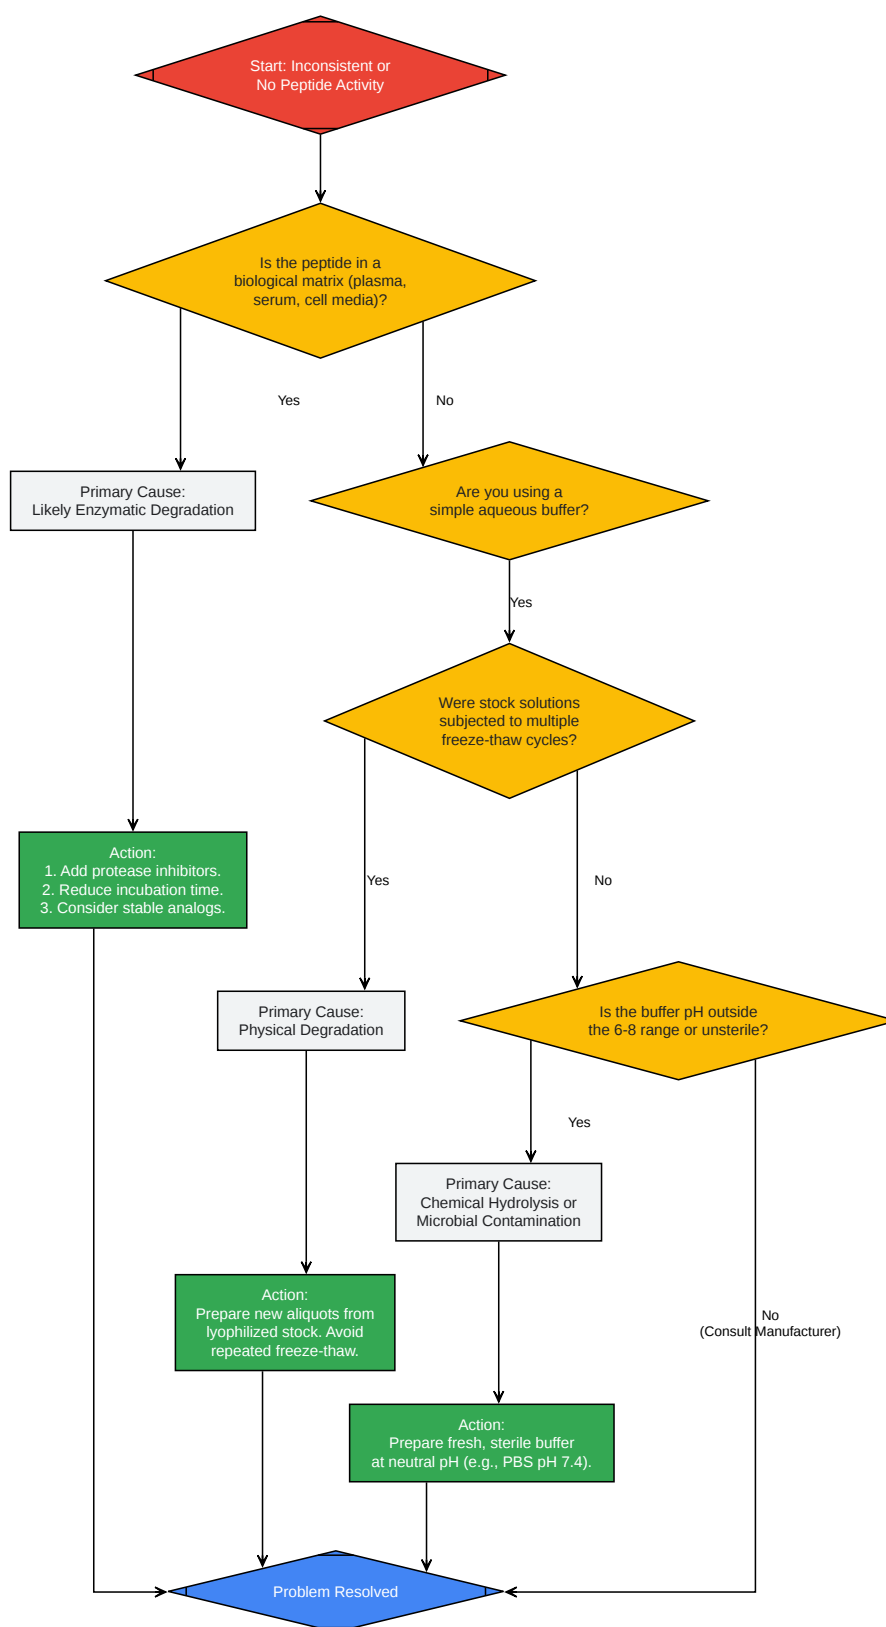 Start: Inconsistent or
No Peptide Activity
Is the peptide in a
biological matrix (plasma,
serum, cell media)?
Yes
No
Primary Cause:
Likely Enzymatic Degradation
Are you using a
simple aqueous buffer?
Yes
Were stock solutions
subjected to multiple
freeze-thaw cycles?
Action:
1. Add protease inhibitors.
2. Reduce incubation time.
3. Consider stable analogs.
Yes
No
Primary Cause:
Physical Degradation
Is the buffer pH outside
the 6-8 range or unsterile?
Yes
Primary Cause:
Chemical Hydrolysis or
Microbial Contamination
Action:
Prepare new aliquots from
lyophilized stock. Avoid
repeated freeze-thaw.
No
(Consult Manufacturer)
Action:
Prepare fresh, sterile buffer
at neutral pH (e.g., PBS pH 7.4).
Problem Resolved